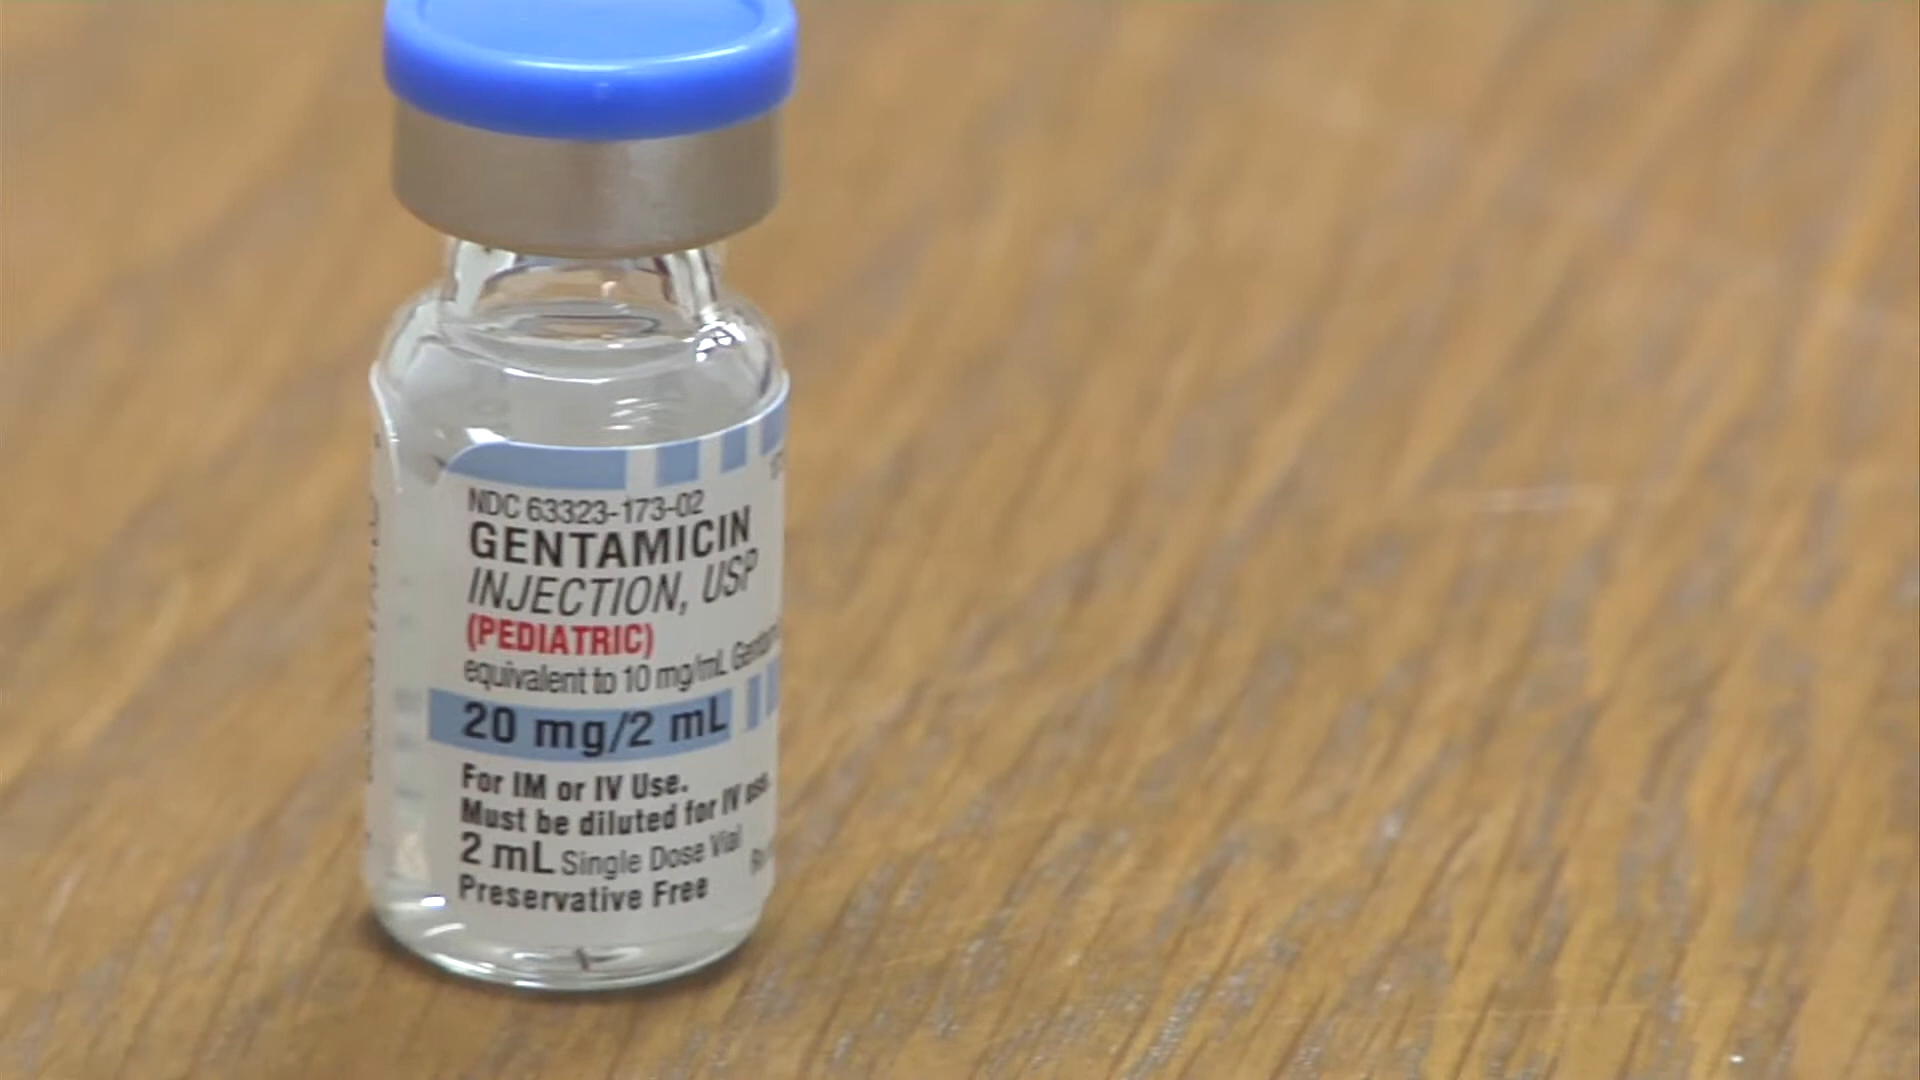 NDC 63323-173-02
GENTAMICIN
INJECTION, USP
(PEDIATRIC)
equivalent to 10 mg/mL
20 mg/2 mL
For IM or IV Use.
Must be diluted for IV use.
2 mL Single Dose Vial
Preservative Free